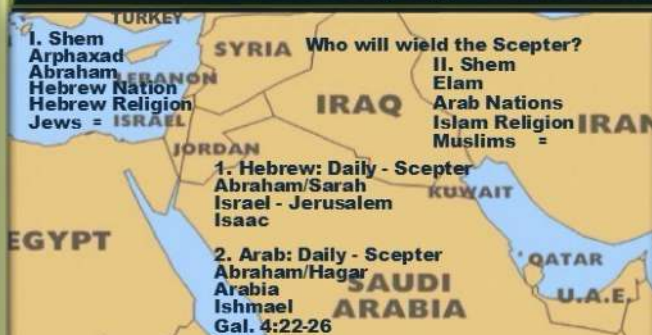 TURKEY
I. Shem
Arphaxad
Abraham
Hebrew Nation
Hebrew Religion
Jews =
LEBANON
ISRAEL
SYRIA
Who will wield the Scepter?
II. Shem
Elam
Arab Nations
Islam Religion
Muslims =
IRAQ
IRAN
JORDAN
1. Hebrew: Daily - Scepter
Abraham/Sarah
Israel - Jerusalem
Isaac
KUWAIT
EGYPT
2. Arab: Daily - Scepter
Abraham/Hagar
Arabia
Ishmael
Gal. 4:22-26
SAUDI
ARABIA
QATAR
U.A.E.